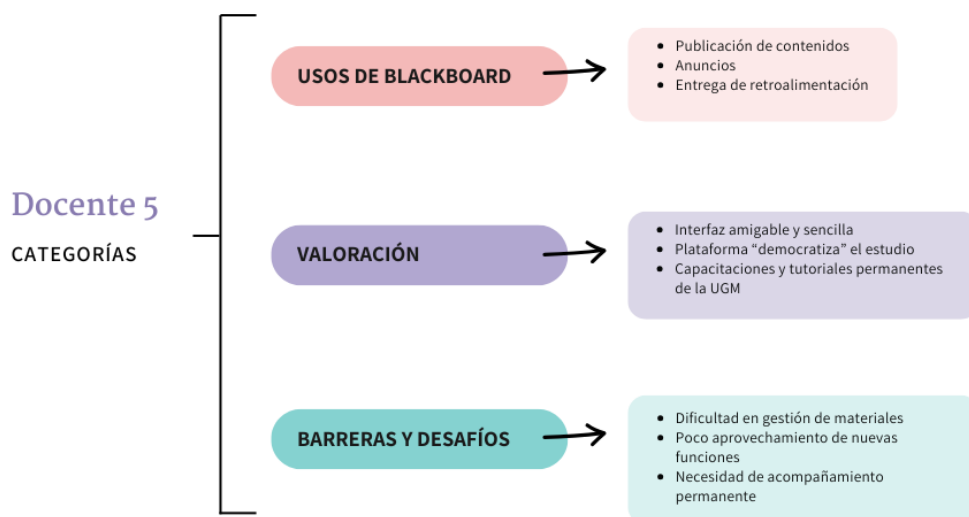 Docente 5
CATEGORÍAS
USOS DE BLACKBOARD
Publicación de contenidos
Anuncios
Entrega de retroalimentación
VALORACIÓN
Interfaz amigable y sencilla
Plataforma “democratiza” el estudio
Capacitaciones y tutoriales permanentes
de la UGM
BARRERAS Y DESAFÍOS
Dificultad en gestión de materiales
Poco aprovechamiento de nuevas
funciones
Necesidad de acompañamiento
permanente